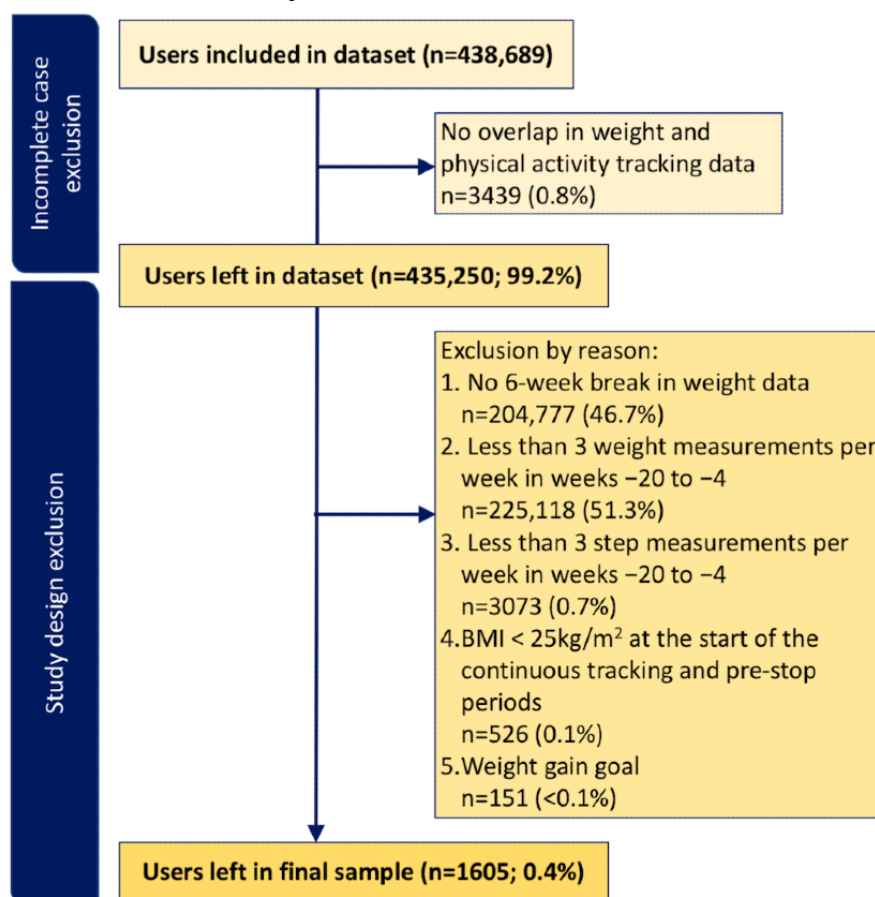 Incomplete case
exclusion
Users included in dataset (n=438,689)
No overlap in weight and
physical activity tracking data
n=3439 (0.8%)
Users left in dataset (n=435,250; 99.2%)
Study design exclusion
Exclusion by reason:
1. No 6-week break in weight data
n=204,777 (46.7%)
2. Less than 3 weight measurements per
week in weeks −20 to −4
n=225,118 (51.3%)
3. Less than 3 step measurements per
week in weeks −20 to −4
n=3073 (0.7%)
4.BMI < 25kg/m² at the start of the
continuous tracking and pre-stop
periods
n=526 (0.1%)
5.Weight gain goal
n=151 (<0.1%)
Users left in final sample (n=1605; 0.4%)